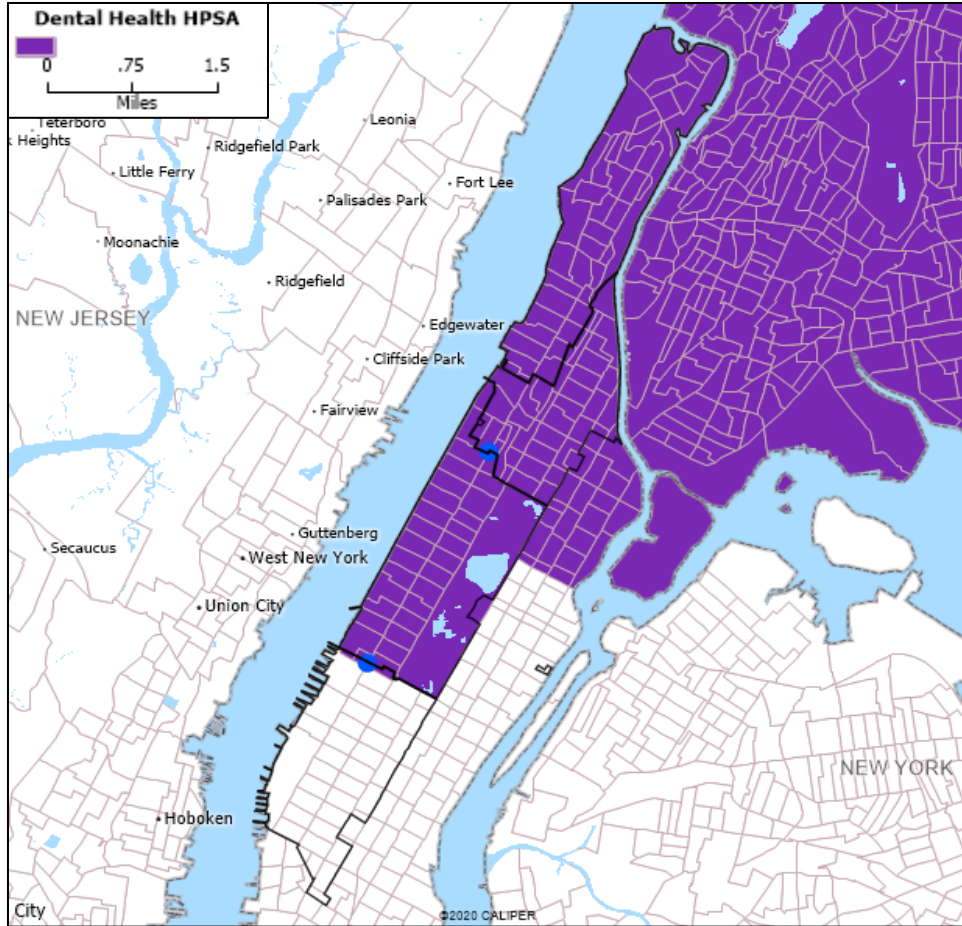 Dental Health HPSA
0 .75 1.5
Miles
Teterboro
k Heights
Leonia
Ridgefield Park
Little Ferry
Fort Lee
Palisades Park
Moonachie
Ridgefield
NEW JERSEY
Edgewater
Cliffside Park
Fairview
Guttenberg
Secaucus
West New York
Union City
NEW YORK
Hoboken
City
©2020 CALIPER